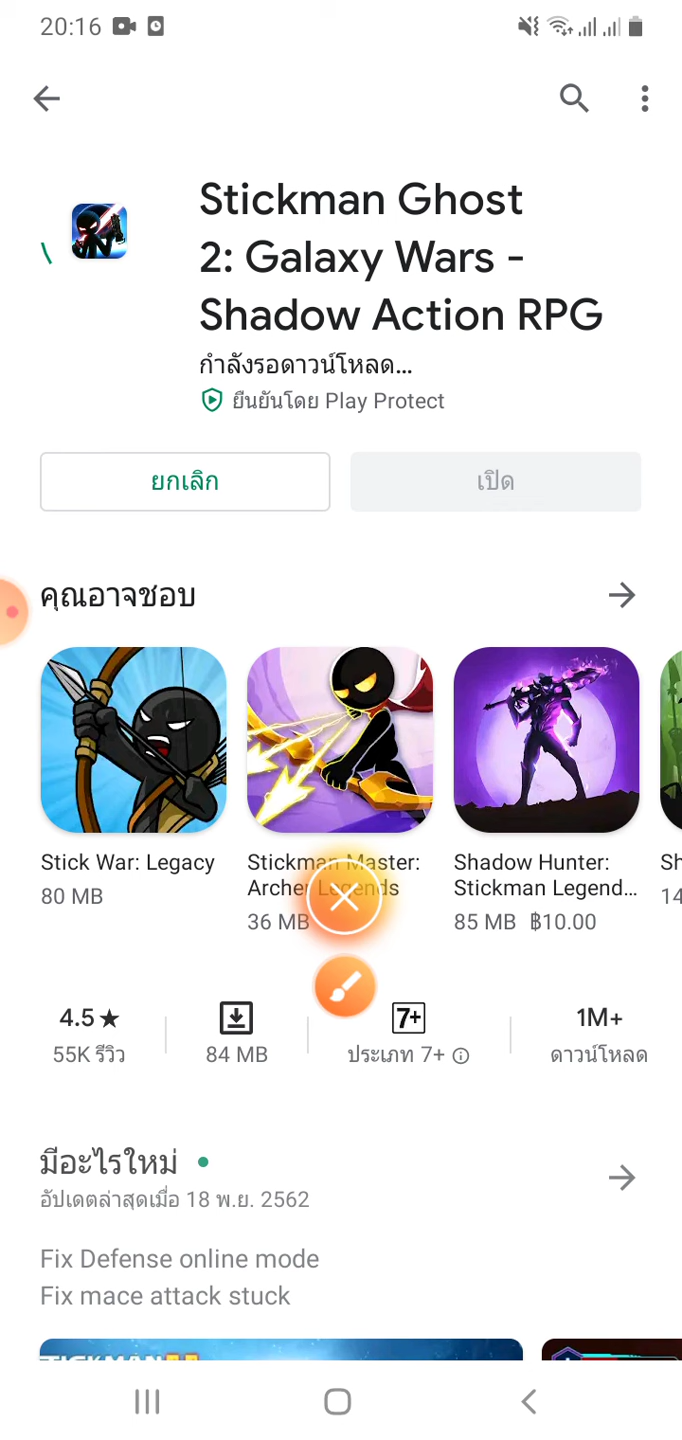 20:16
Stickman Ghost
2: Galaxy Wars -
Shadow Action RPG
กำลังรอดาวน์โหลด...
ยืนยันโดย Play Protect
ยกเลิก
เปิด
คุณอาจชอบ
Stick War: Legacy
80 MB
Stickman Master:
Archer Legends
36 MB
Shadow Hunter:
Stickman Legend...
85 MB ฿10.00
Sh
14
4.5★
55K รีวิว
84 MB
7+
ประเภท 7+
1M+
ดาวน์โหลด
มีอะไรใหม่
อัปเดตล่าสุดเมื่อ 18 พ.ย. 2562
Fix Defense online mode
Fix mace attack stuck